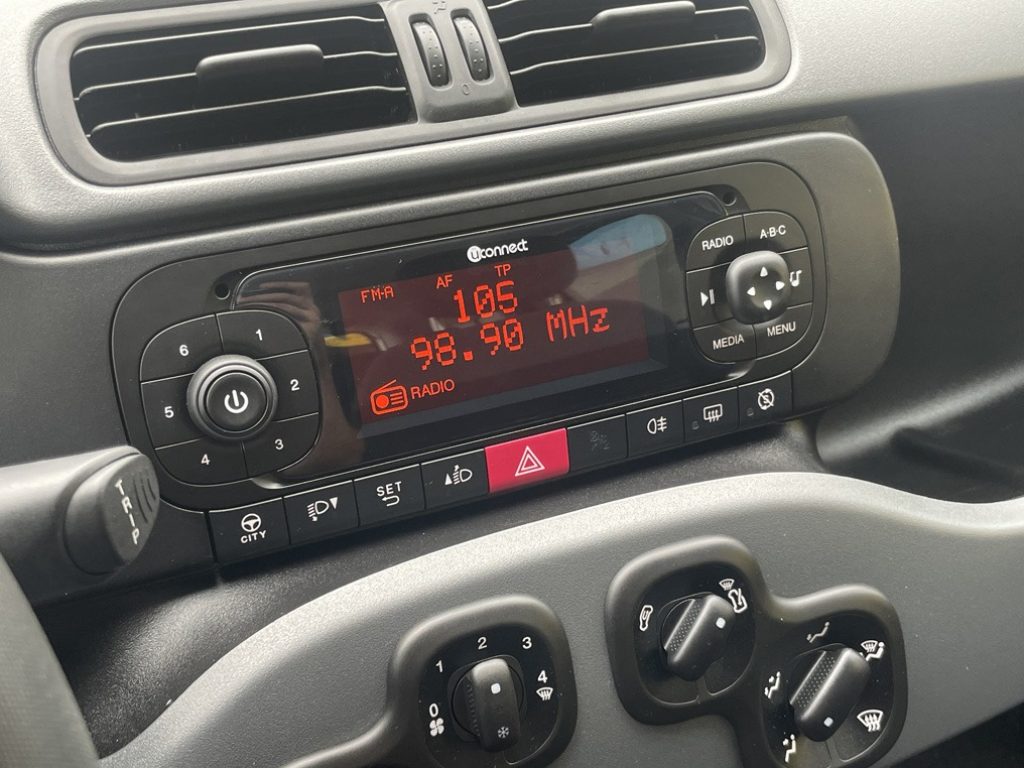 uconnect
FM-A AF TP
105
98.90 MHz
RADIO
RADIO
A-B-C
MEDIA
MENU
6 1
5 2
4 3
TRIP
CITY
SET
0 1 2 3 4
0